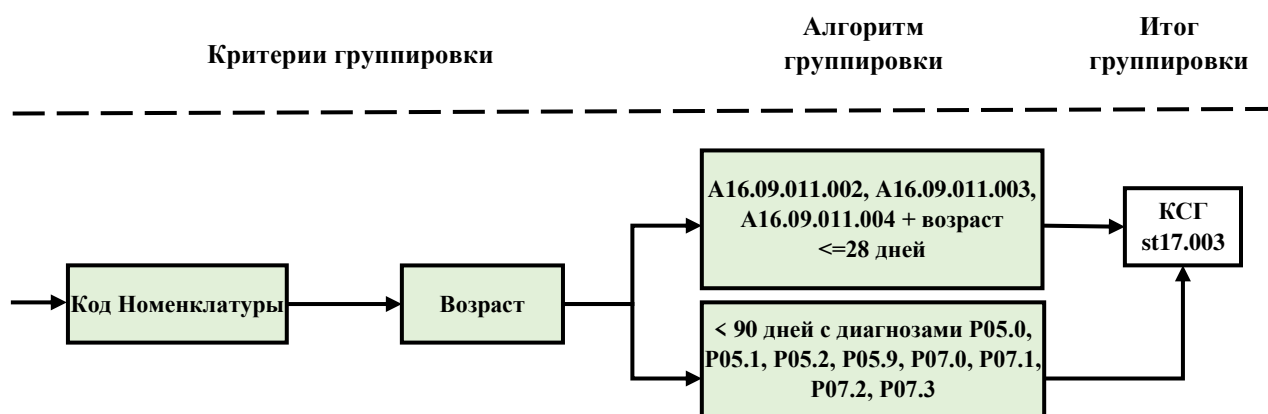 Критерии группировки
Алгоритм
группировки
Итог
группировки
Код Номенклатуры
Возраст
A16.09.011.002, A16.09.011.003,
A16.09.011.004 + возраст
<=28 дней
< 90 дней с диагнозами P05.0,
P05.1, P05.2, P05.9, P07.0, P07.1,
P07.2, P07.3
КСГ
st17.003